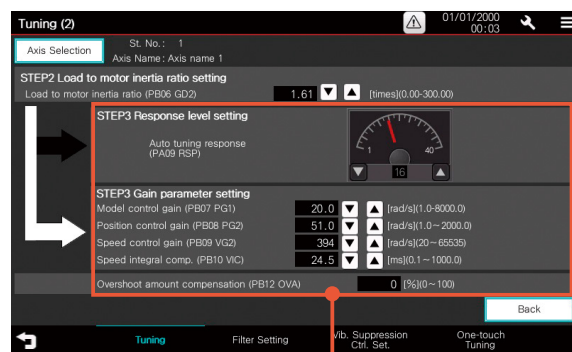 Tuning (2)
01/01/2000
00:03
Axis Selection
St. No.: 1
Axis Name: Axis name 1
STEP2 Load to motor inertia ratio setting
Load to motor inertia ratio (PB06 GD2) 1.61 [times](0.00-300.00)
STEP3 Response level setting
Auto tuning response
(PA09 RSP)
1 40
16
STEP3 Gain parameter setting
Model control gain (PB07 PG1) 20.0 [rad/s](1.0-8000.0)
Position control gain (PB08 PG2) 51.0 [rad/s](1.0~2000.0)
Speed control gain (PB09 VG2) 394 [rad/s](20~65535)
Speed integral comp. (PB10 VIC) 24.5 [ms](0.1~1000.0)
Overshoot amount compensation (PB12 OVA) 0 [%](0~100)
Back
Tuning
Filter Setting
Vib. Suppression
Ctrl. Set.
One-touch
Tuning